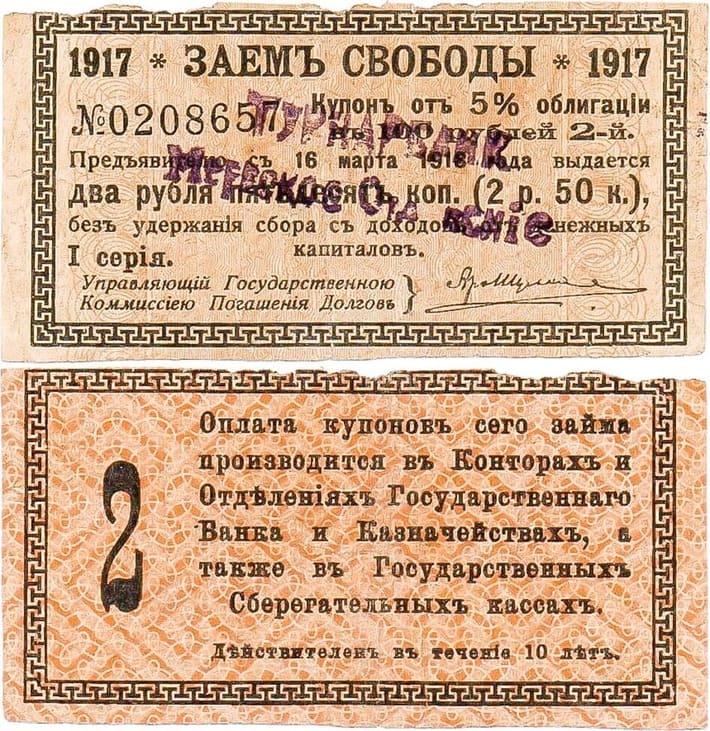 1917 * ЗАЕМЪ СВОБОДЫ * 1917
№0208657
Купонъ отъ 5% облигаціи
въ 100 рублей 2-й.
Предъявителю съ 16 марта 1918 года выдается
два рубля пятьдесятъ коп. (2 р. 50 к.),
безъ удержанія сбора съ доходовъ отъ денежныхъ
капиталовъ.
I серія.
Управляющій Государственною
Коммиссіею Погашенія Долговъ
ТУРНАРБАНК
МЕРВСКОЕ
2
Оплата купоновъ сего займа
производится въ Конторахъ и
Отдѣленіяхъ Государственнаго
Банка и Казначействахъ, а
также въ Государственныхъ
Сберегательныхъ кассахъ.
Дѣйствителенъ въ теченіе 10 лѣтъ.